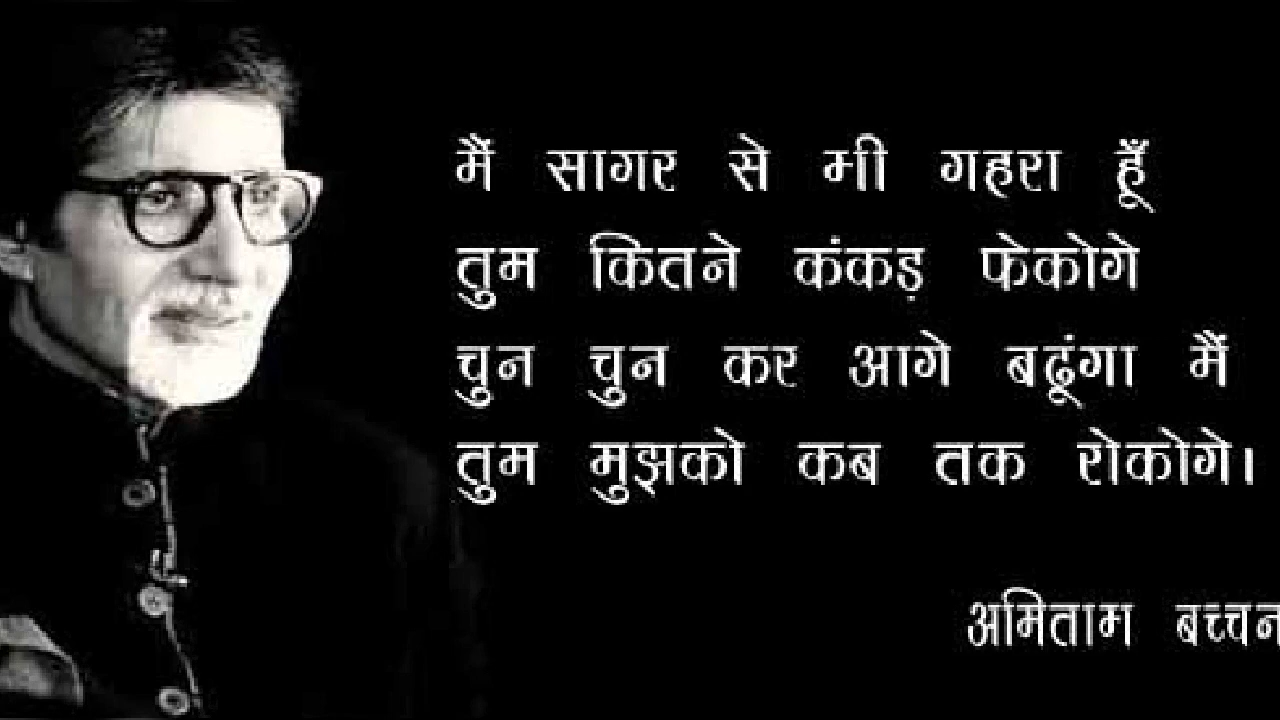 मैं सागर से भी गहरा हूँ
तुम कितने कंकड़ फेकोगे
चुन चुन कर आगे बढूंगा मैं
तुम मुझको कब तक रोकोगे।
अमिताभ बच्चन